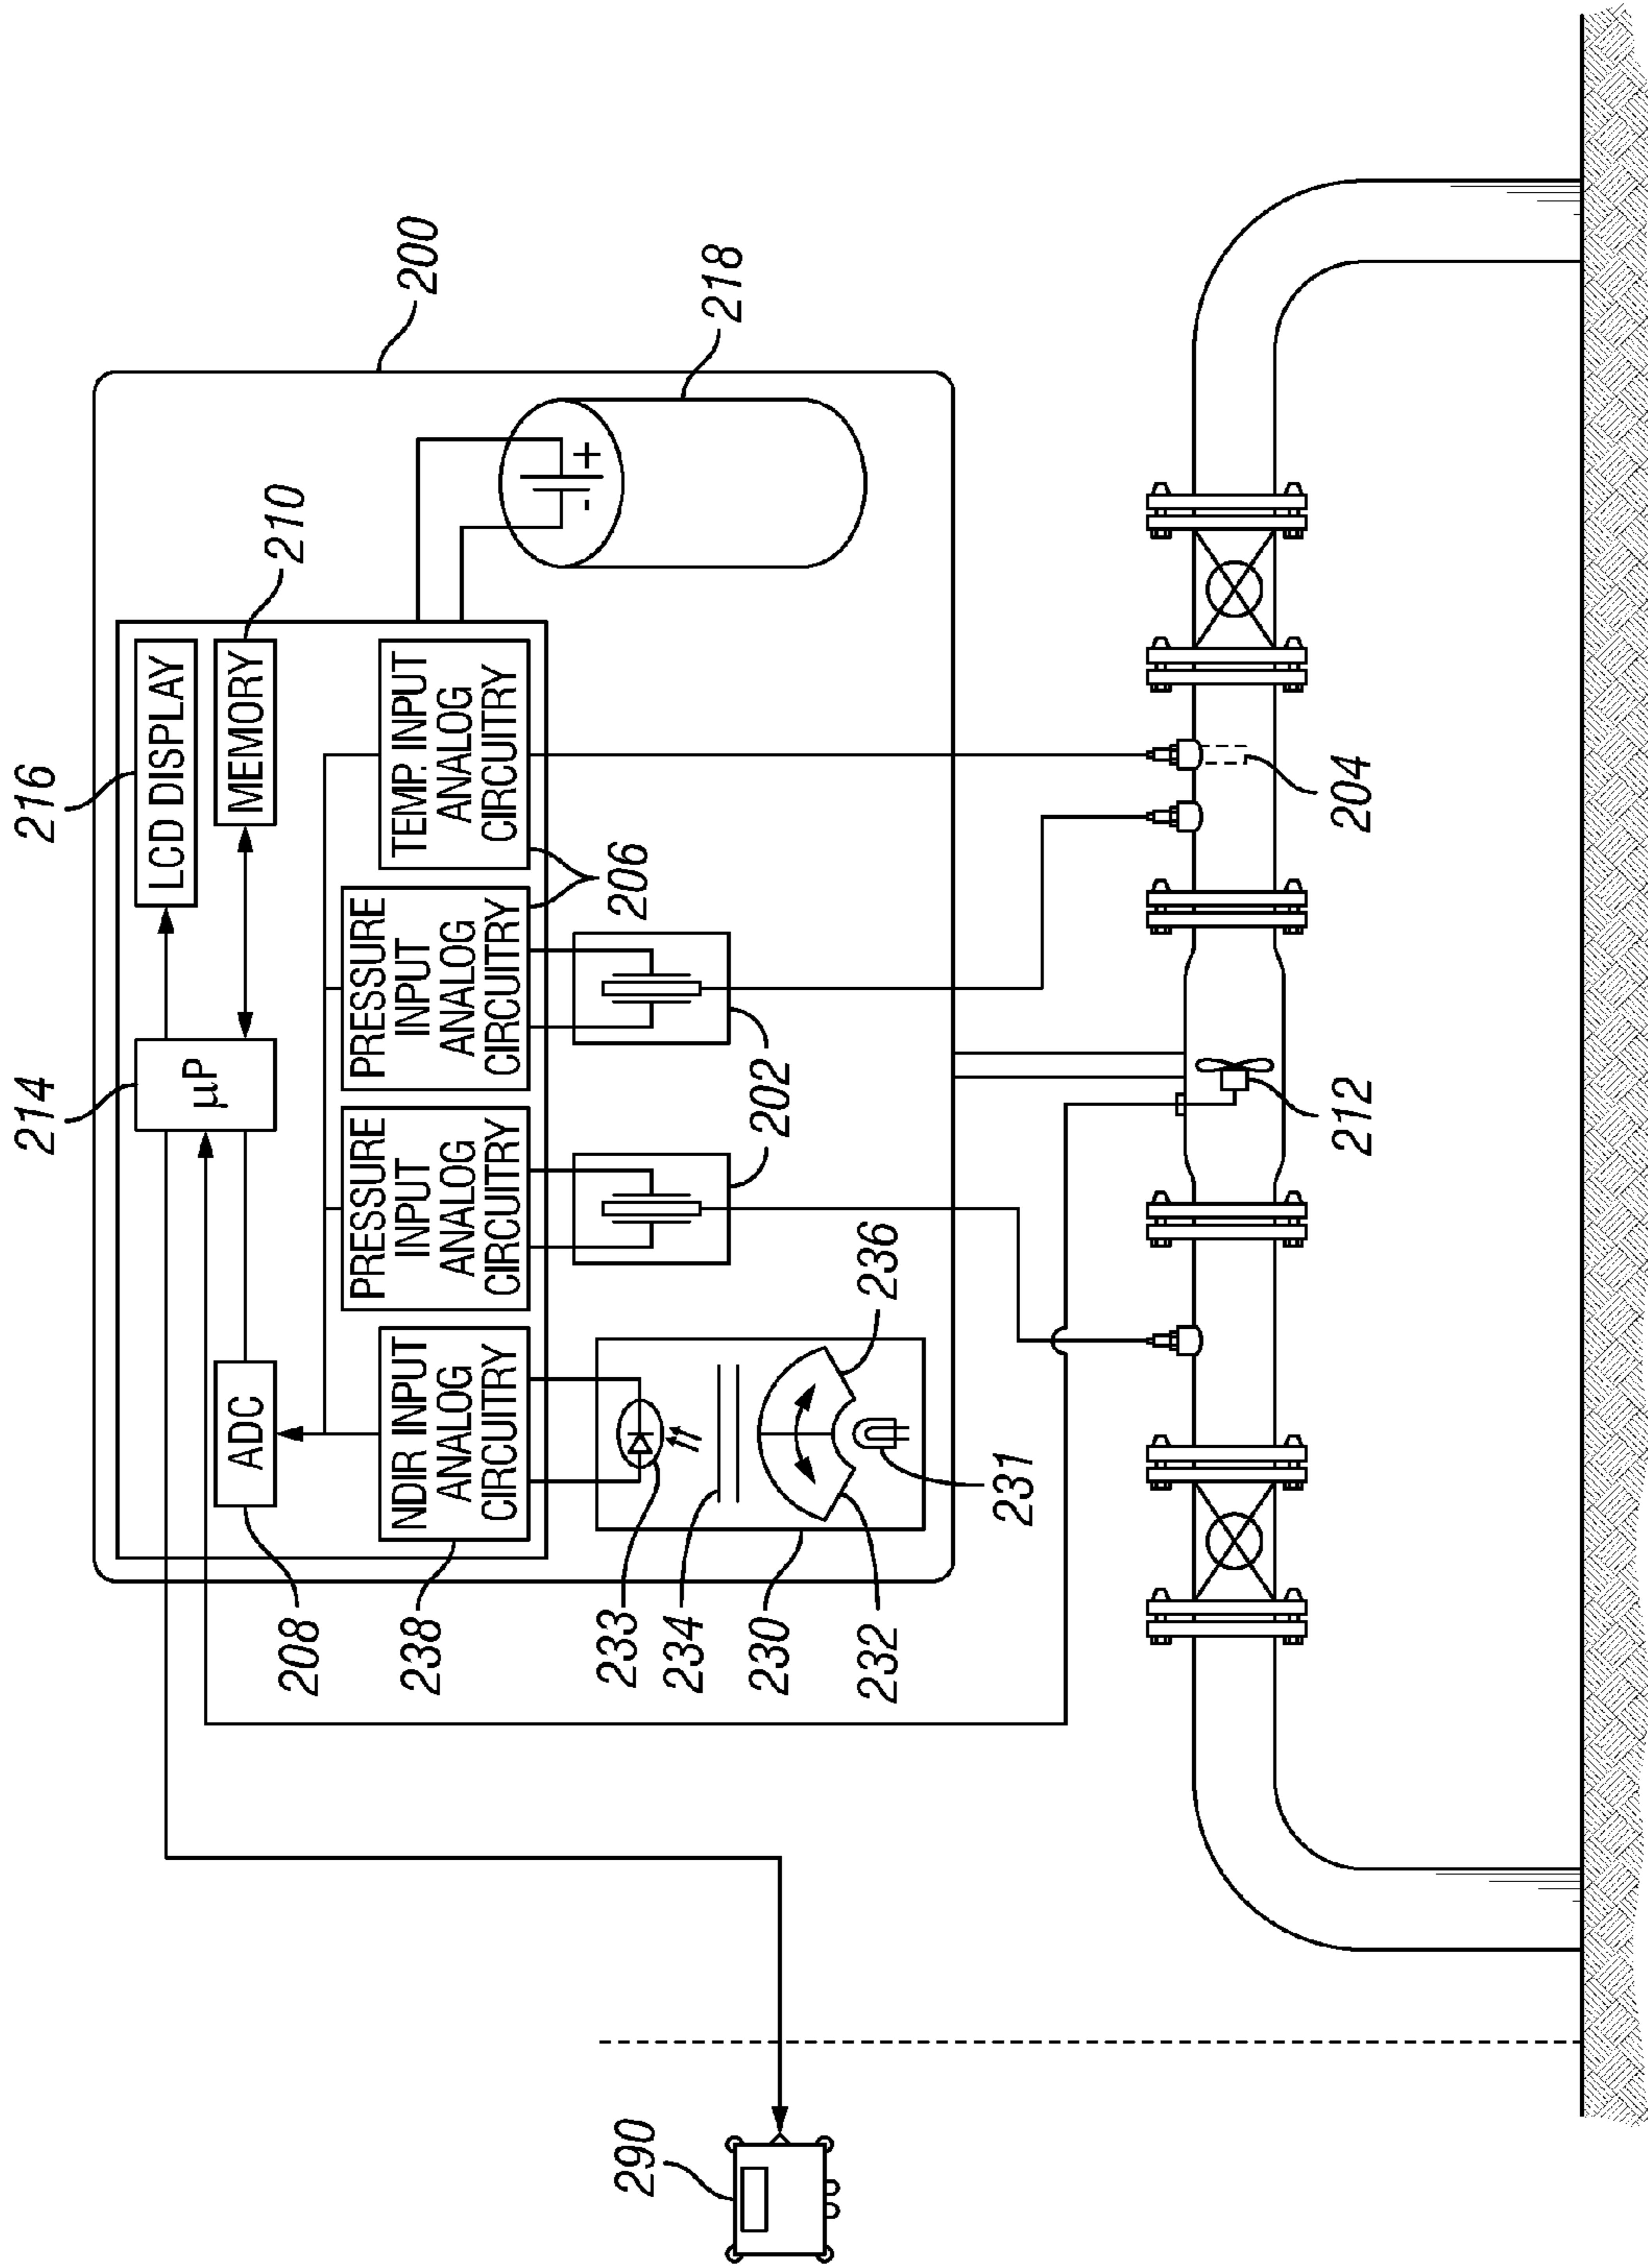 216
LCD DISPLAY
200
214
µP
MEMORY
210
208
ADC
238
NDIR INPUT
ANALOG
CIRCUITRY
PRESSURE
INPUT
ANALOG
CIRCUITRY
PRESSURE
INPUT
ANALOG
CIRCUITRY
TEMP. INPUT
ANALOG
CIRCUITRY
206
- +
218
233
234
230
232
231
236
202
290
212
204